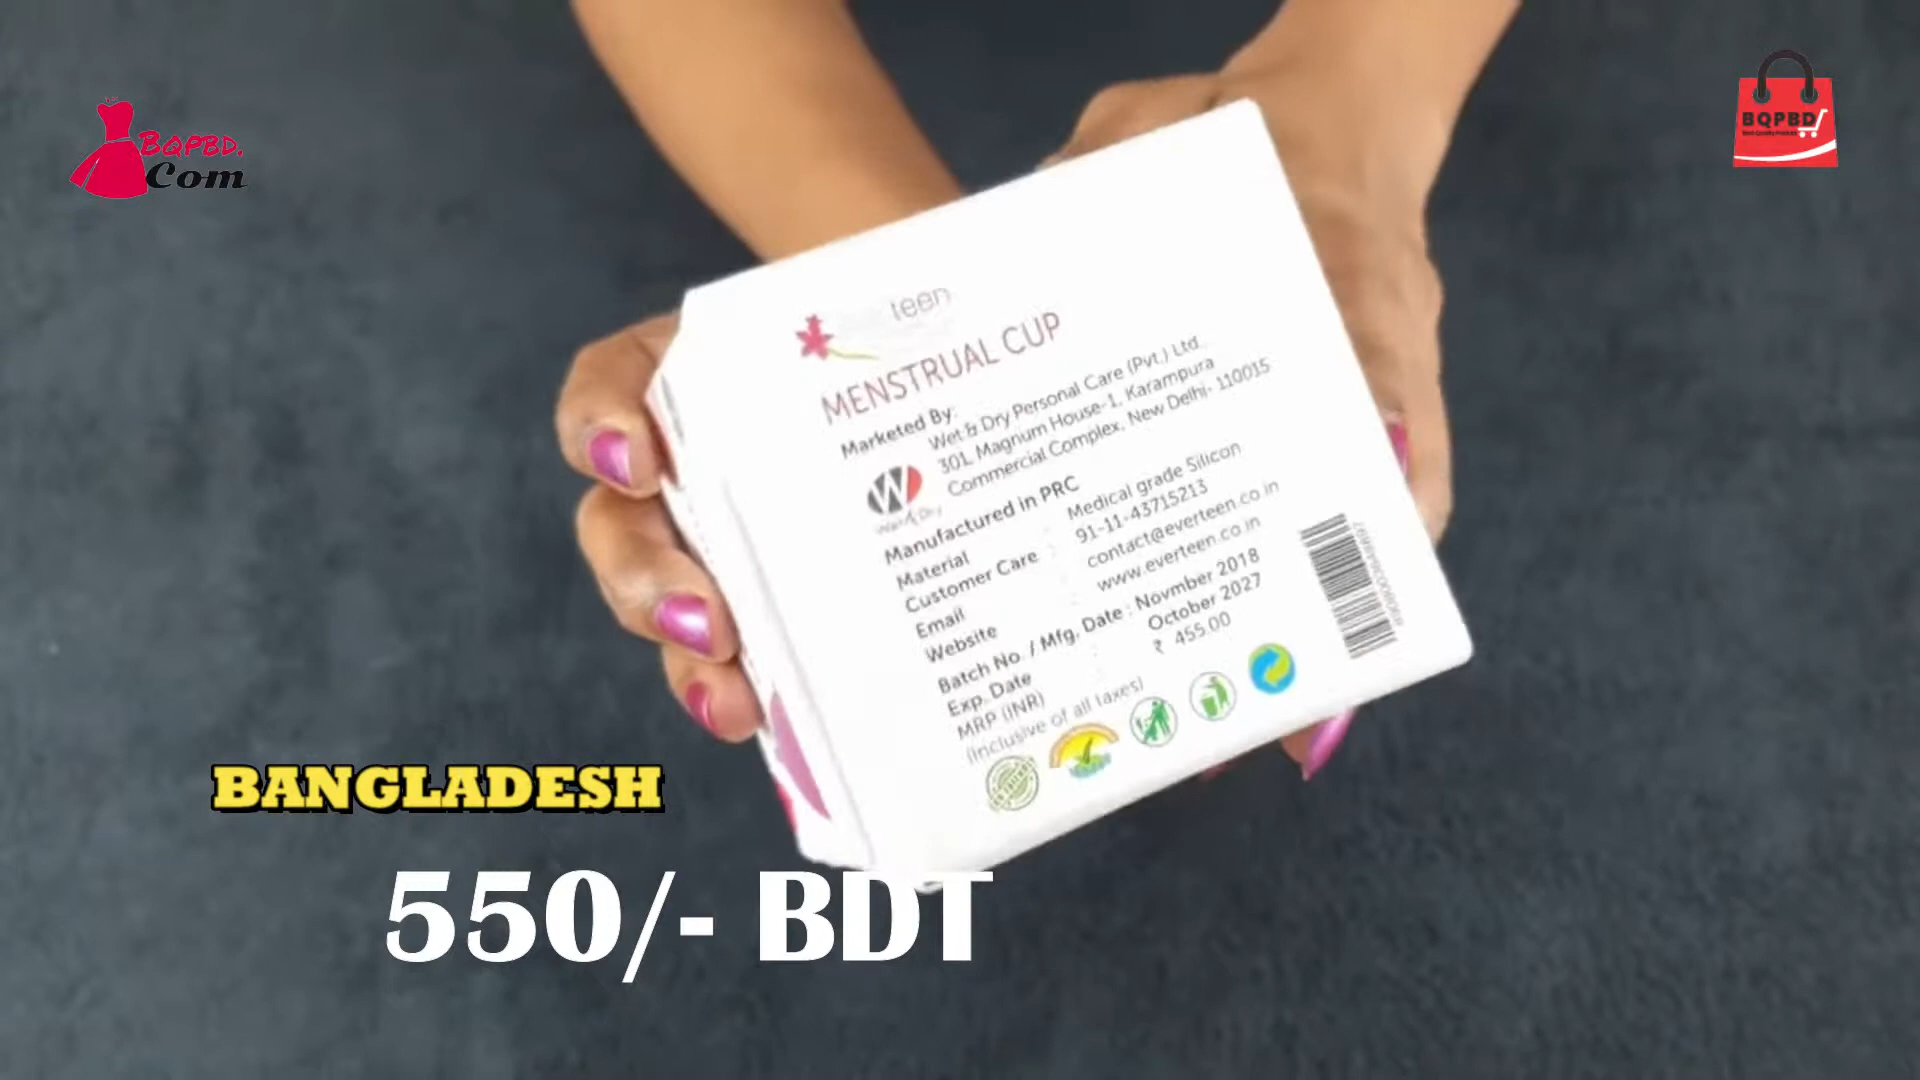 BQPBD.
Com
BQPBD
teen
MENSTRUAL CUP
Marketed By:
Wet & Dry Personal Care (Pvt.) Ltd.
301, Magnum House-1, Karampura
Commercial Complex, New Delhi- 110015
W
Manufactured in PRC
Material : Medical grade Silicon
Customer Care : 91-11-43715213
Email contact@everteen.co.in
Website : www.everteen.co.in
Batch No. / Mfg. Date : Novmber 2018
Exp. Date : October 2027
MRP (INR) : ₹ 455.00
(Inclusive of all taxes)
BANGLADESH
550/- BDT